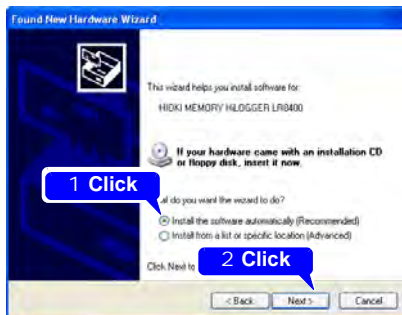 Found New Hardware Wizard
This wizard helps you install software for:
HIOKI MEMORY HiLOGGER LR8400
If your hardware came with an installation CD
or floppy disk, insert it now.
1 Click
do you want the wizard to do?
Install the software automatically (Recommended)
Install from a list or specific location (Advanced)
Click Next to
2 Click
< Back
Next >
Cancel